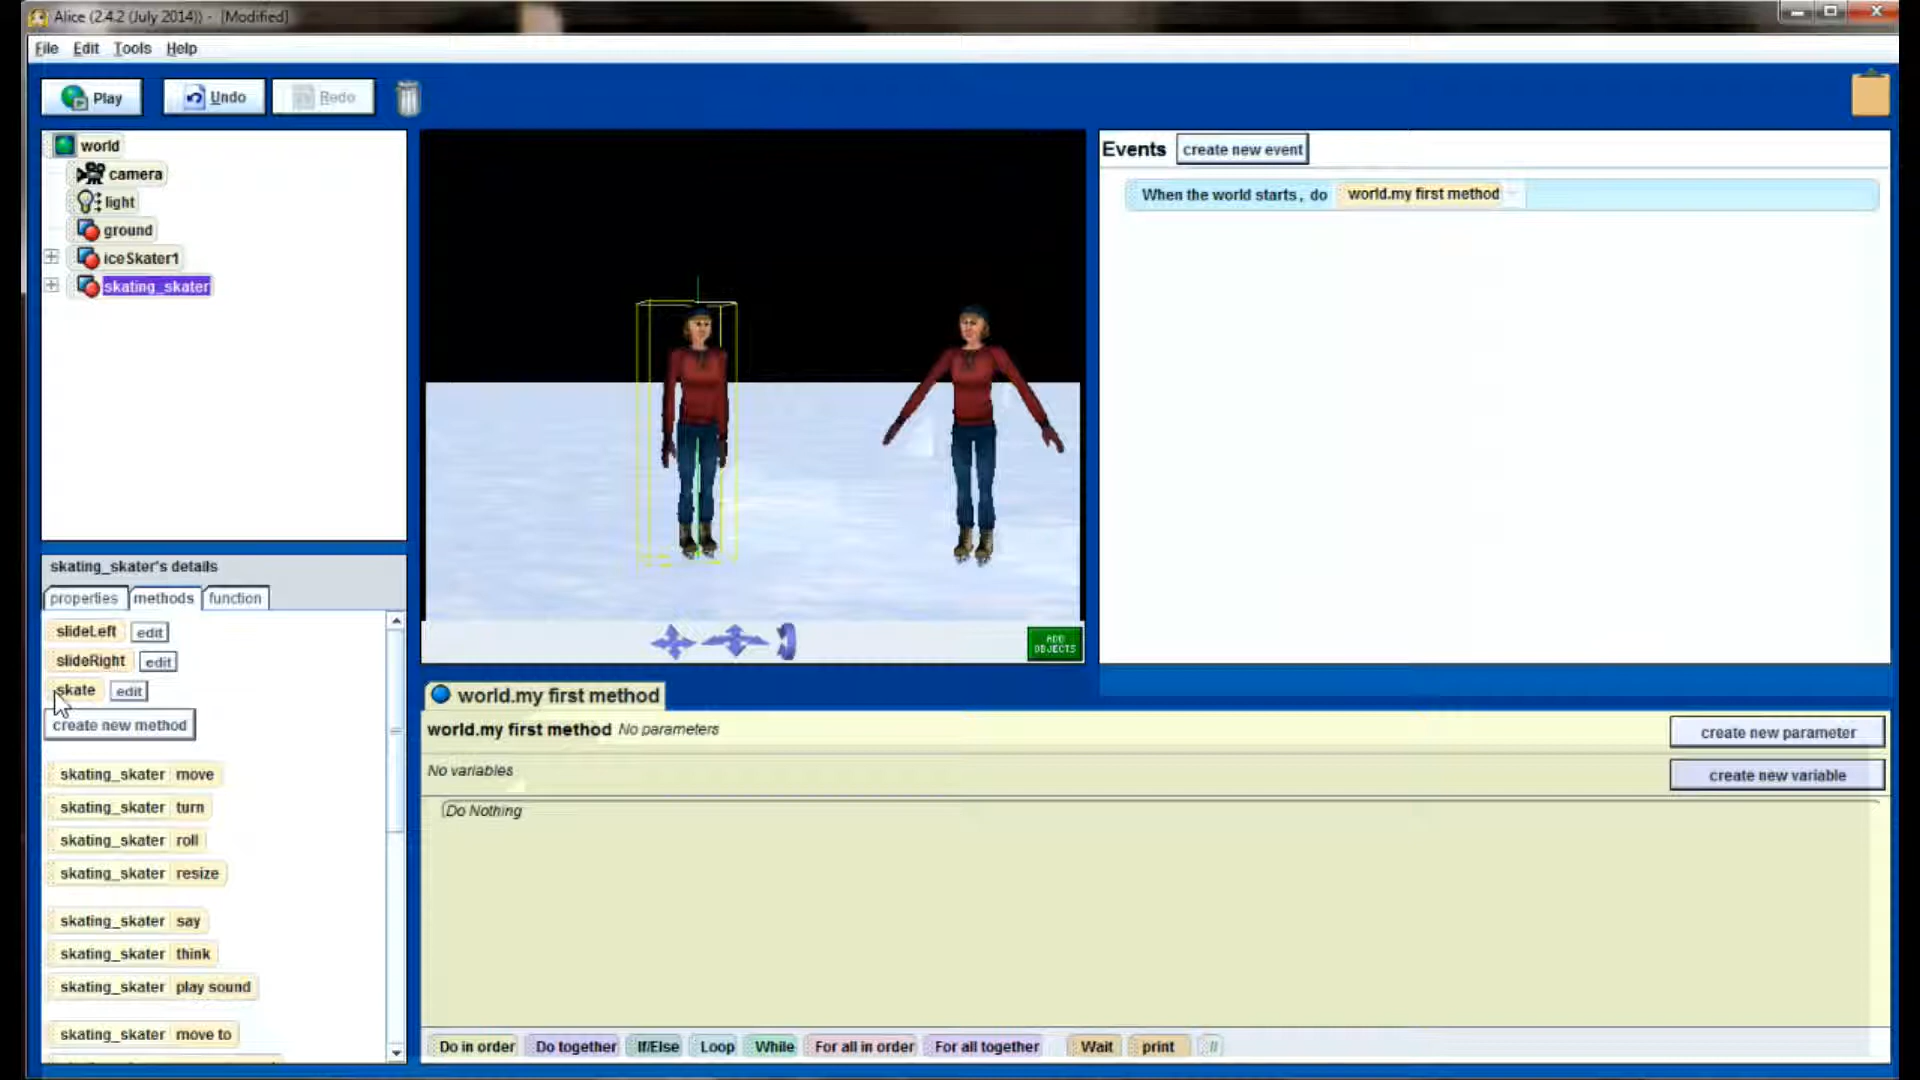 Alice (2.4.2 (July 2014)) - [Modified]
File Edit Tools Help
Play Undo Redo
world
camera
light
ground
iceSkater1
skating_skater
Events create new event
When the world starts, do world.my first method
ADD
OBJECTS
skating_skater's details
properties methods function
slideLeft edit
slideRight edit
skate edit
create new method
skating_skater move
skating_skater turn
skating_skater roll
skating_skater resize
skating_skater say
skating_skater think
skating_skater play sound
skating_skater move to
world.my first method
world.my first method No parameters
create new parameter
No variables
create new variable
(Do Nothing
Do in order Do together If/Else Loop While For all in order For all together Wait print //